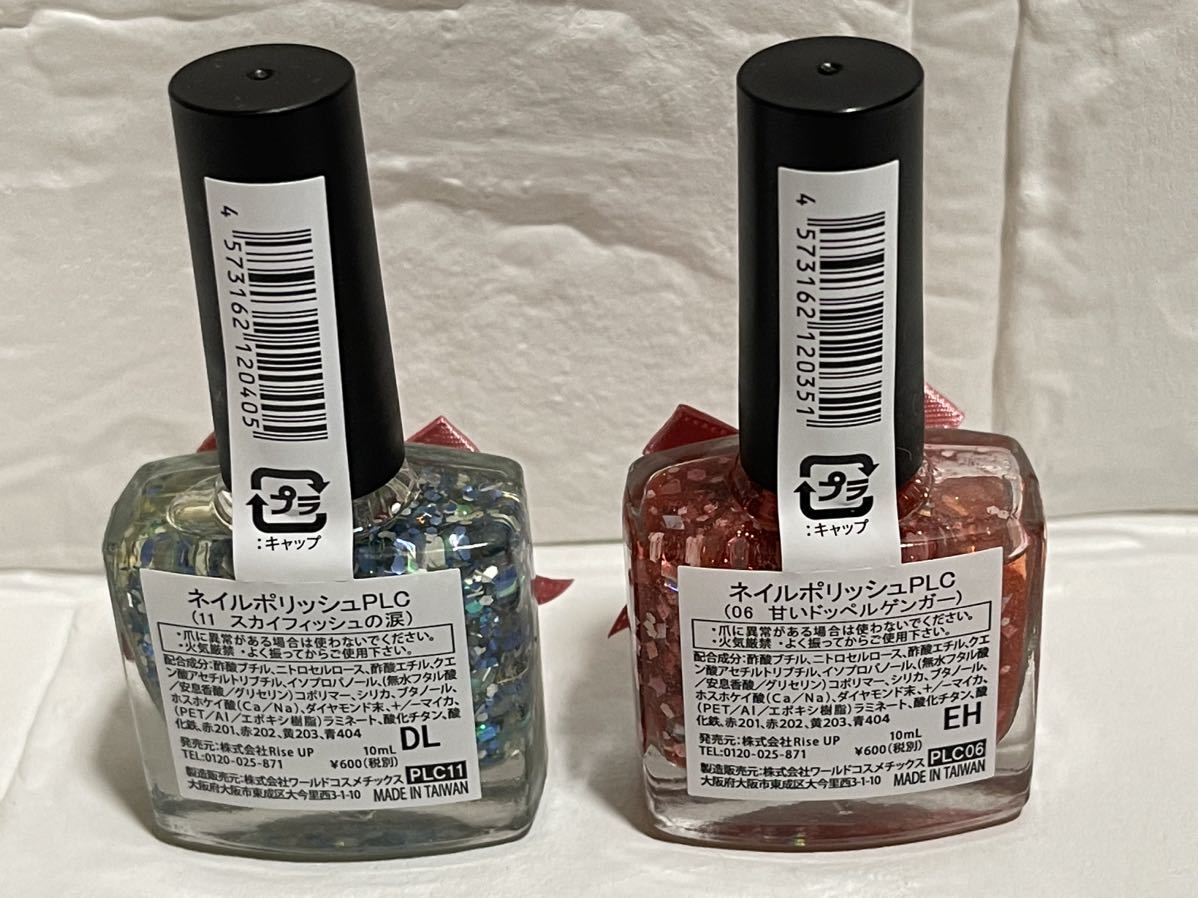 4 573162 120405
プラ
:キャップ
ネイルポリッシュPLC
(11 スカイフィッシュの涙)
・爪に異常がある場合は使わないでください。
・火気厳禁 ・よく振ってからご使用下さい。
配合成分:酢酸ブチル,ニトロセルロース,酢酸エチル,クエ
ン酸アセチルトリブチル,イソプロパノール,(無水フタル酸
/安息香酸/グリセリン)コポリマー,シリカ,ブタノール,
ホスホケイ酸(Ca/Na),ダイヤモンド末、+/-マイカ,
(PET/Al/エポキシ樹脂)ラミネート,酸化チタン,酸
化鉄,赤201,赤202,黄203,青404
DL
発売元:株式会社Rise UP 10mL
TEL:0120-025-871 ¥600(税別)
製造販売元:株式会社ワールドコスメチックス PLC11
大阪府大阪市東成区大今里西3-1-10 MADE IN TAIWAN
4 573162 120351
プラ
:キャップ
ネイルポリッシュPLC
(06 甘いドッペルゲンガー)
・爪に異常がある場合は使わないでください。
・火気厳禁 ・よく振ってからご使用下さい。
配合成分:酢酸ブチル,ニトロセルロース,酢酸エチル,クエ
ン酸アセチルトリブチル,イソプロパノール,(無水フタル酸
/安息香酸/グリセリン)コポリマー,シリカ,ブタノール,
ホスホケイ酸(Ca/Na),ダイヤモンド末、+/-マイカ,
(PET/Al/エポキシ樹脂)ラミネート,酸化チタン,酸
化鉄,赤201,赤202,黄203,青404
EH
発売元:株式会社Rise UP 10mL
TEL:0120-025-871 ¥600(税別)
製造販売元:株式会社ワールドコスメチックス PLC06
大阪府大阪市東成区大今里西3-1-10 MADE IN TAIWAN